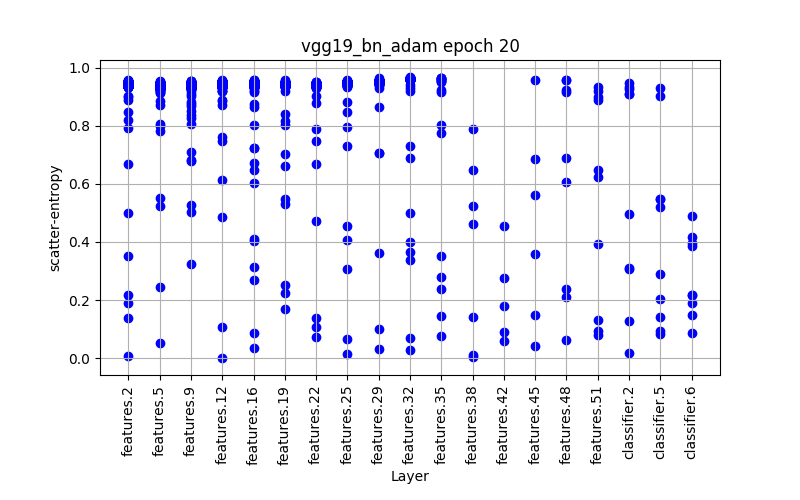 vgg19_bn_adam epoch 20
1.0
0.8
0.6
0.4
0.2
0.0
scatter-entropy
features.2
features.5
features.9
features.12
features.16
features.19
features.22
features.25
features.29
features.32
features.35
features.38
features.42
features.45
features.48
features.51
classifier.2
classifier.5
classifier.6
Layer